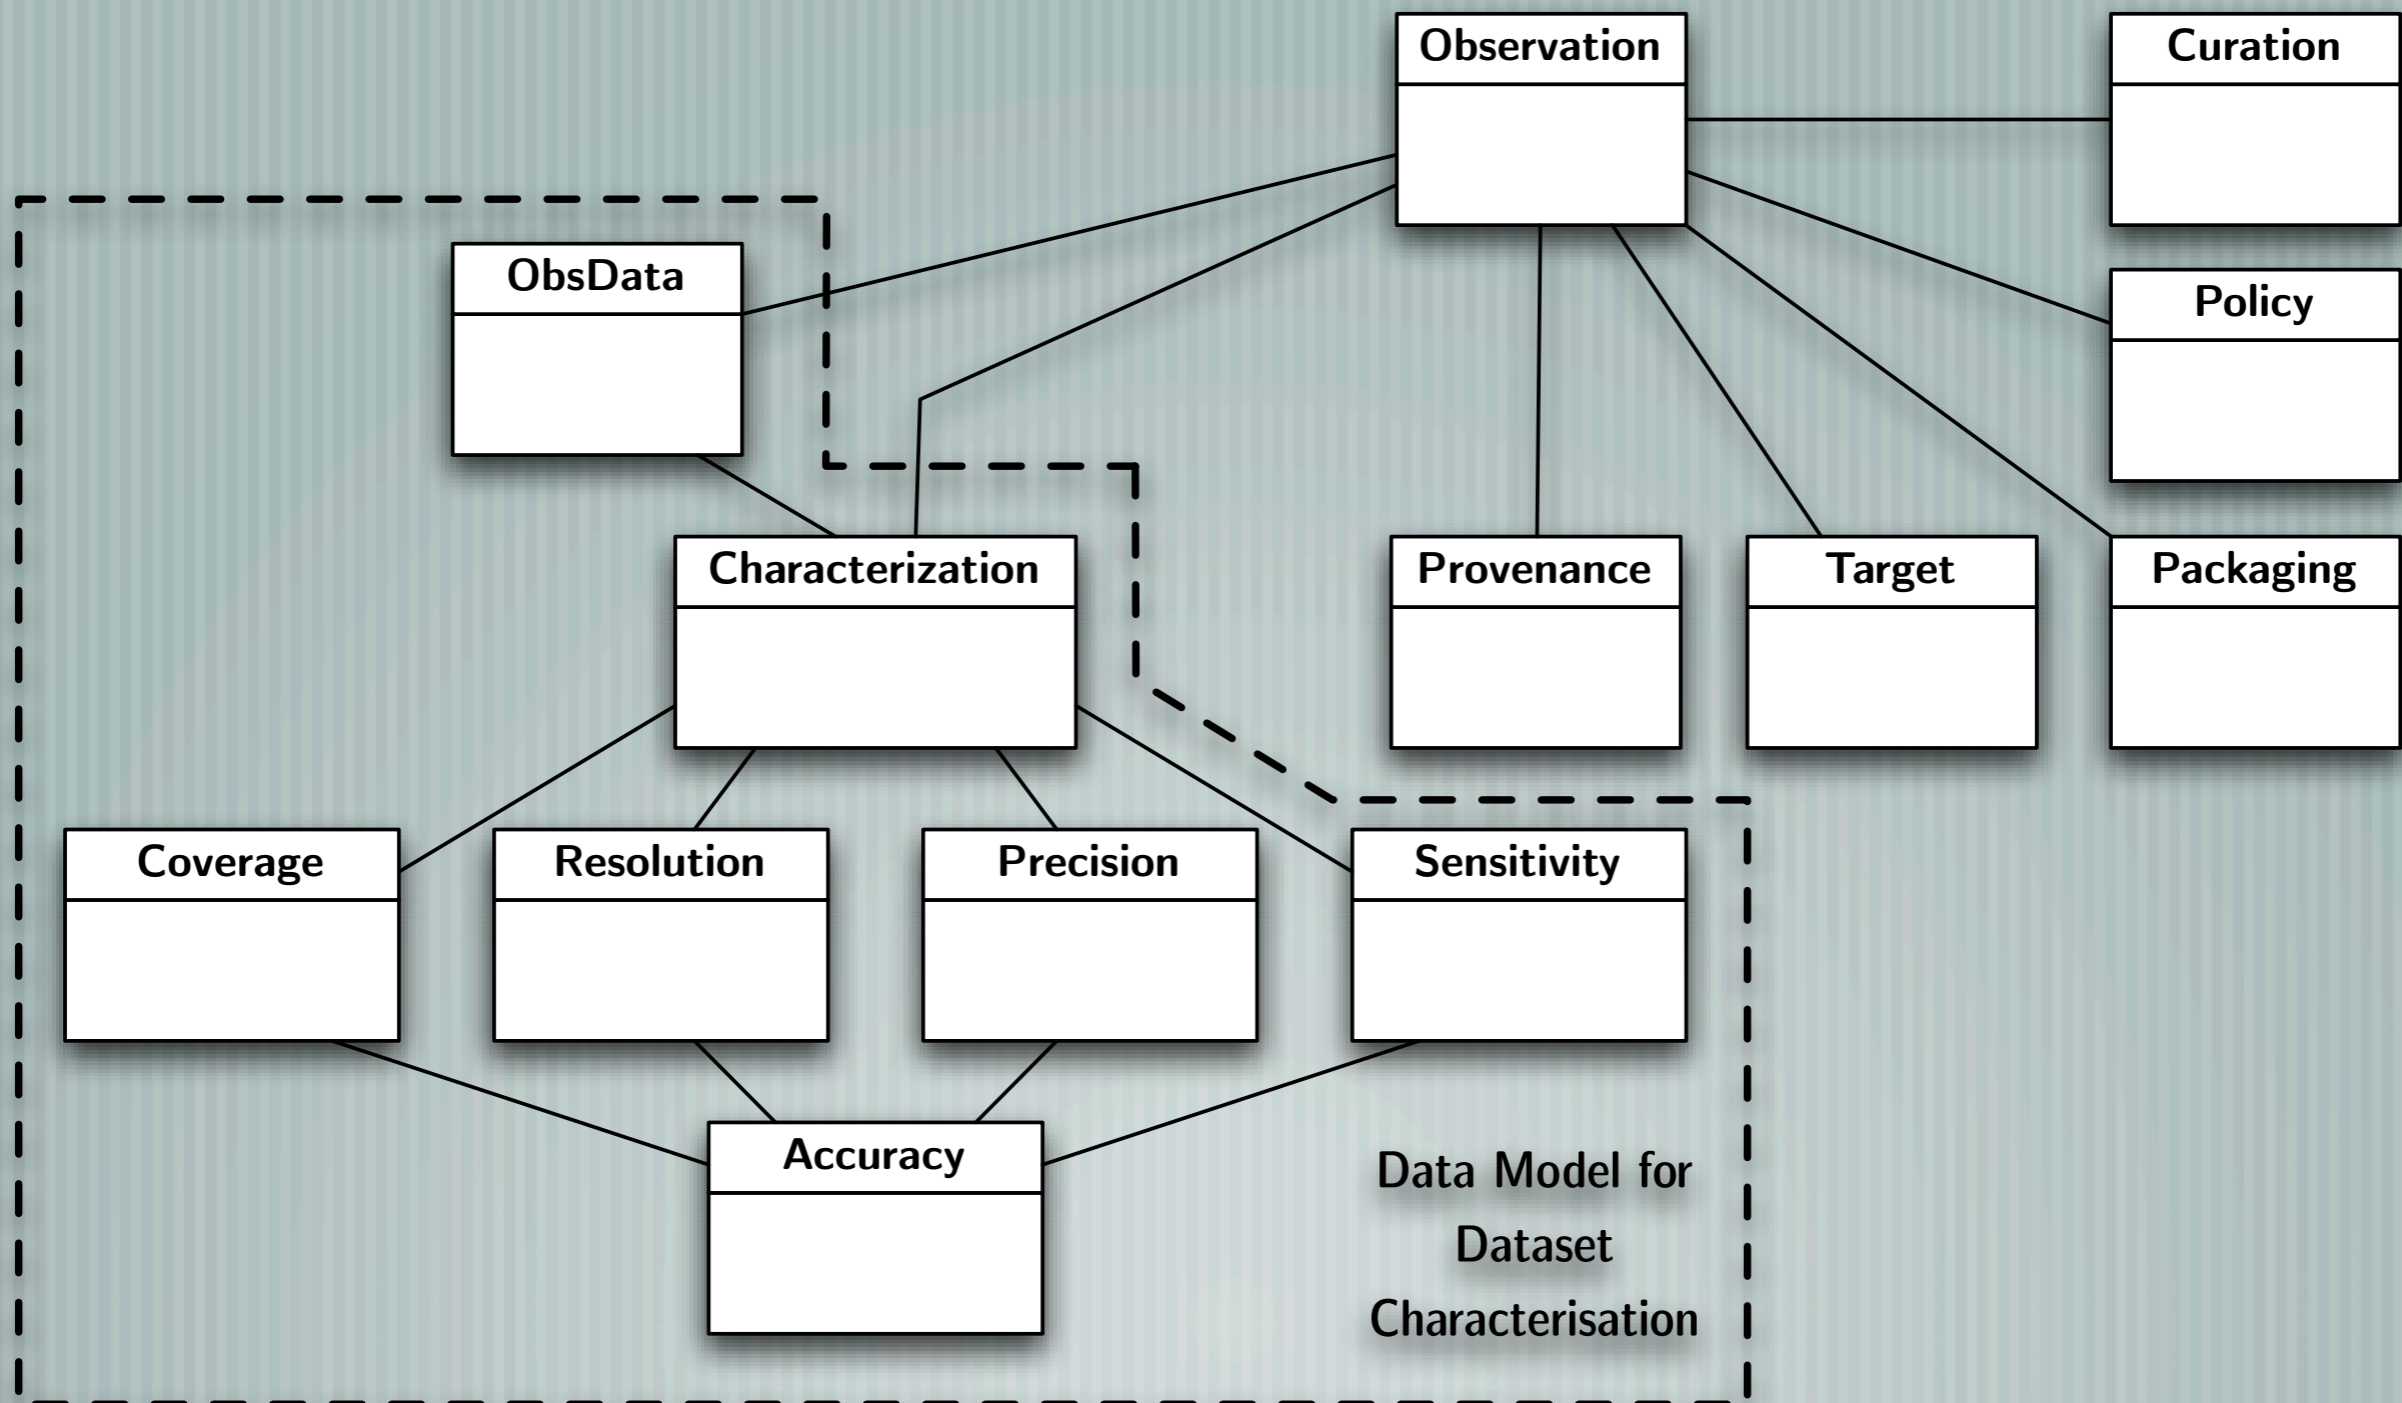 Observation
Curation
ObsData
Policy
Characterization
Provenance
Target
Packaging
Coverage
Resolution
Precision
Sensitivity
Accuracy
Data Model for
Dataset
Characterisation